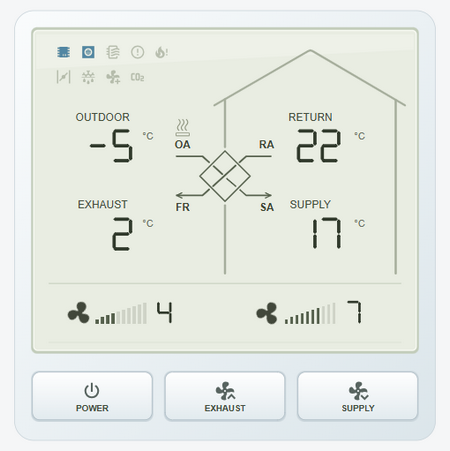 CO2
OUTDOOR
-5 °C
RETURN
22 °C
OA
RA
EXHAUST
2 °C
FR
SA
SUPPLY
17 °C
4
7
POWER
EXHAUST
SUPPLY